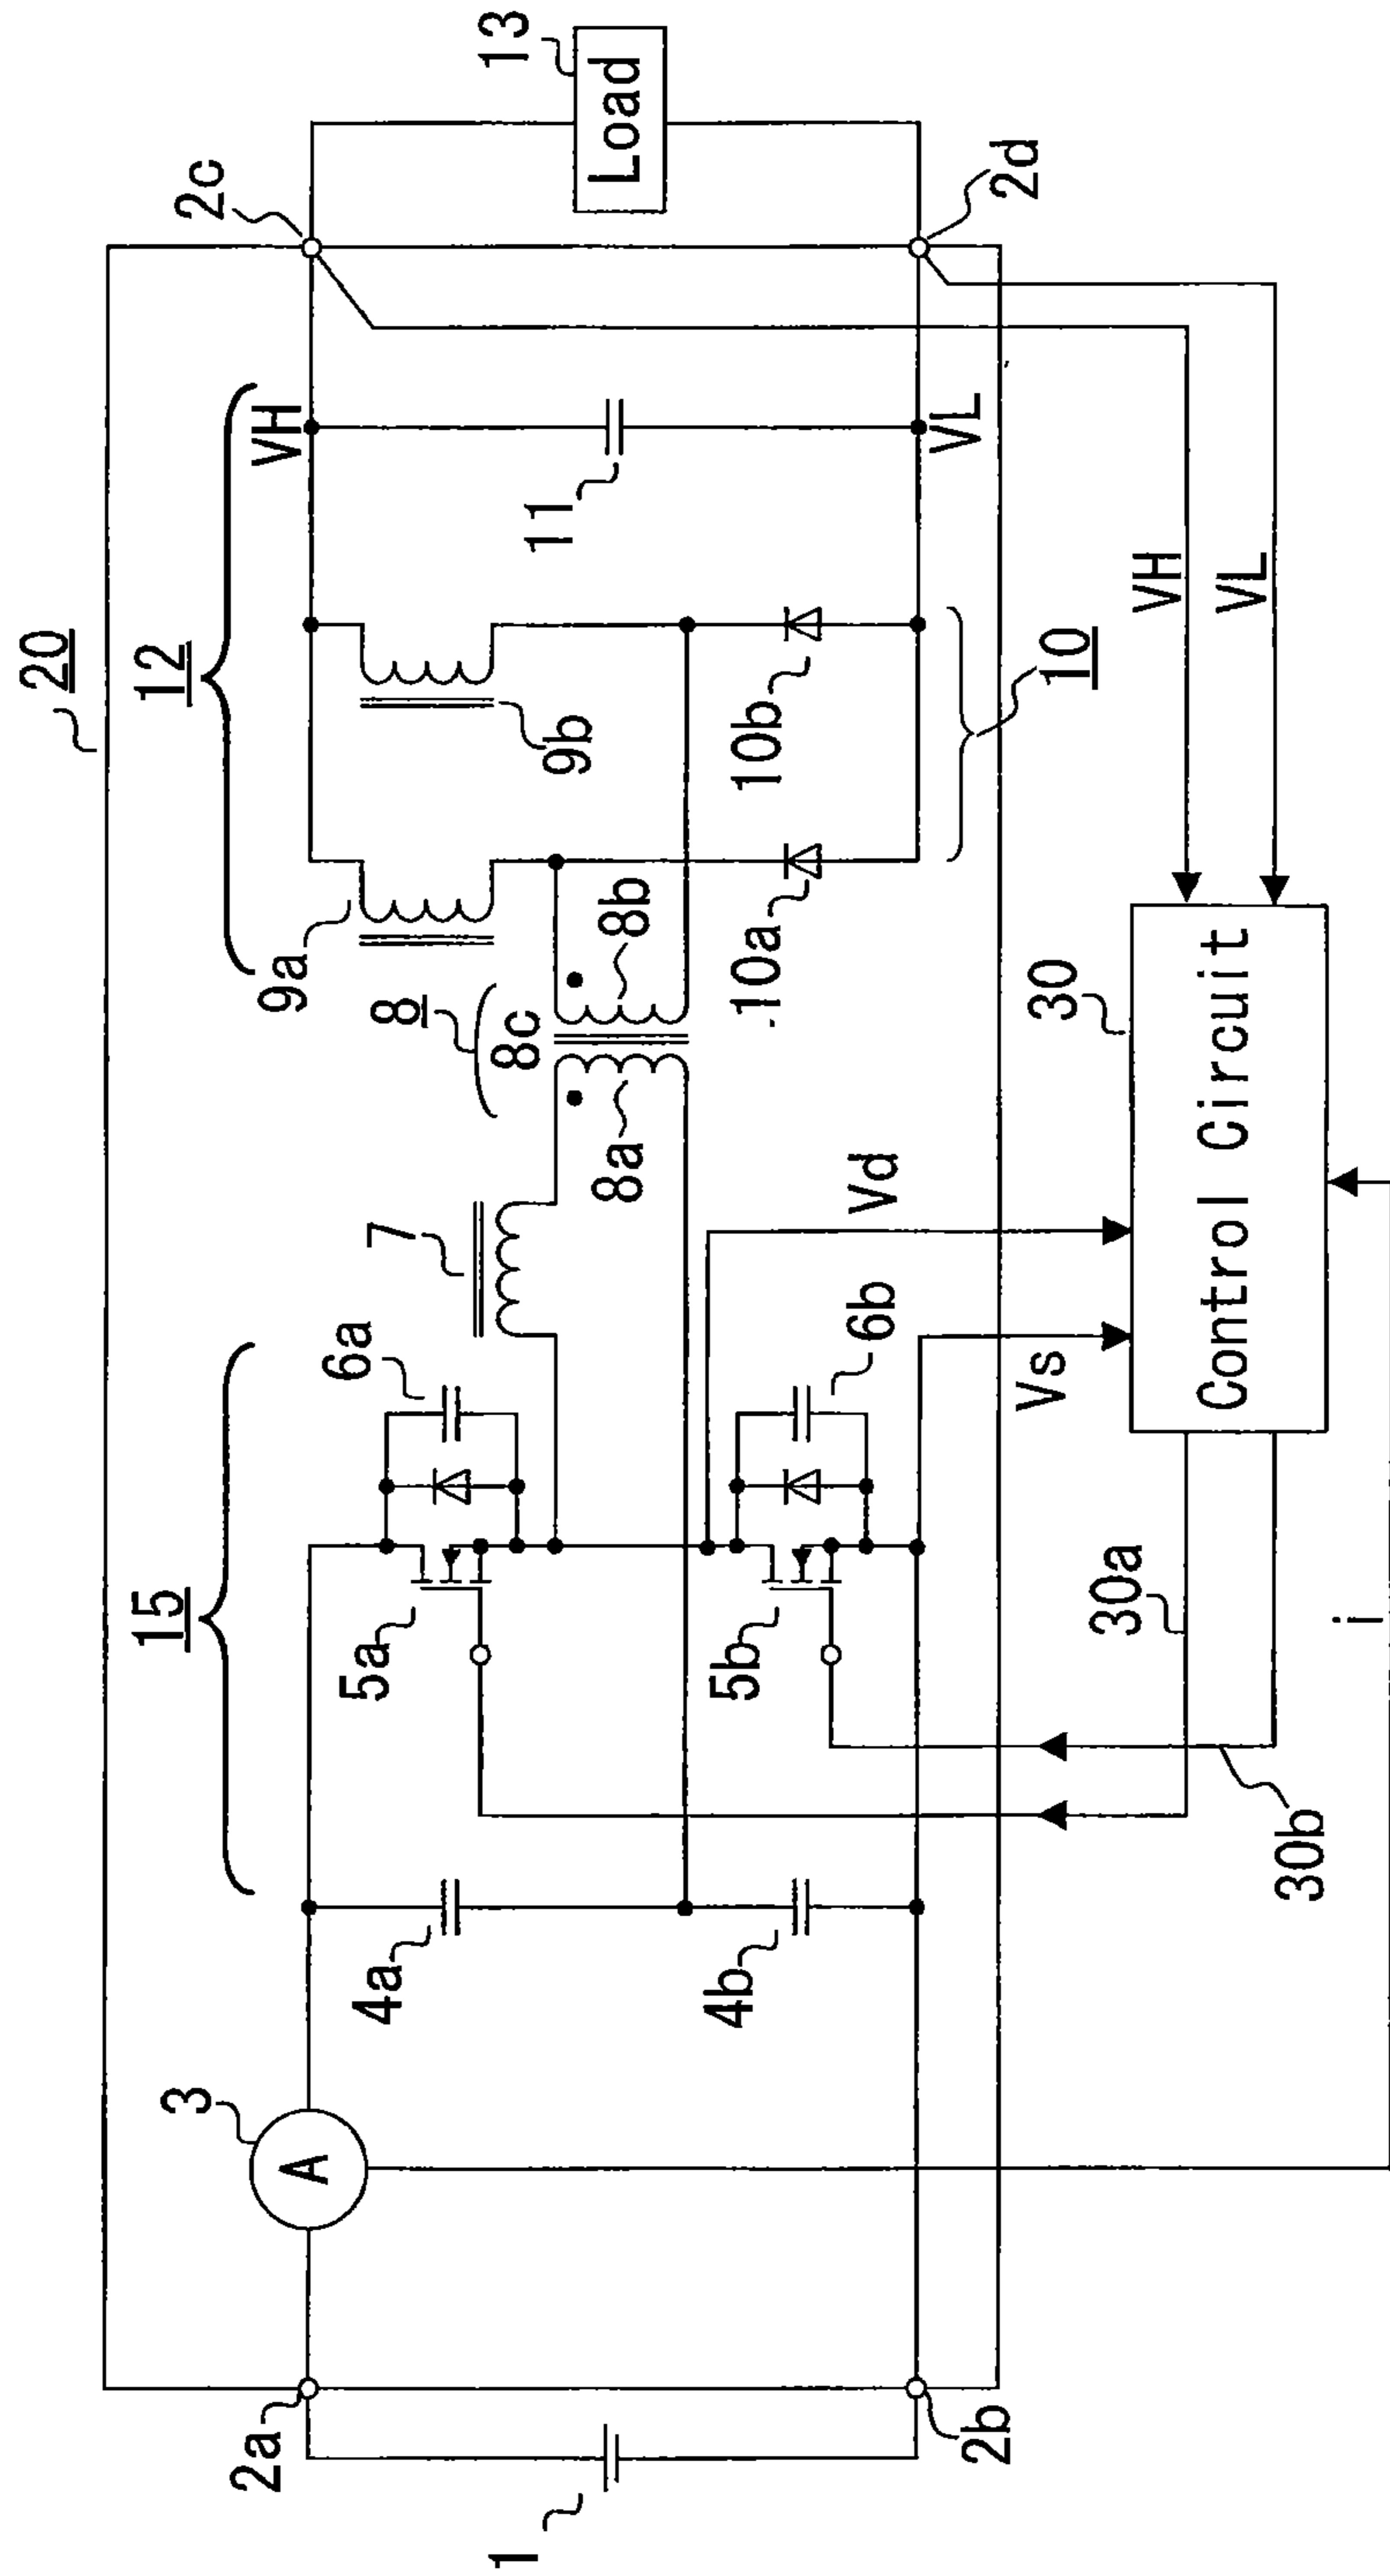 20
12
15
VH
2c
13
Load
9a
9b
11
8
8c
8b
8a
7
6a
5a
4a
3
A
2a
1
2b
4b
5b
6b
Vd
Vs
10a
10b
10
VL
2d
VH
VL
30
Control Circuit
30a
30b
i